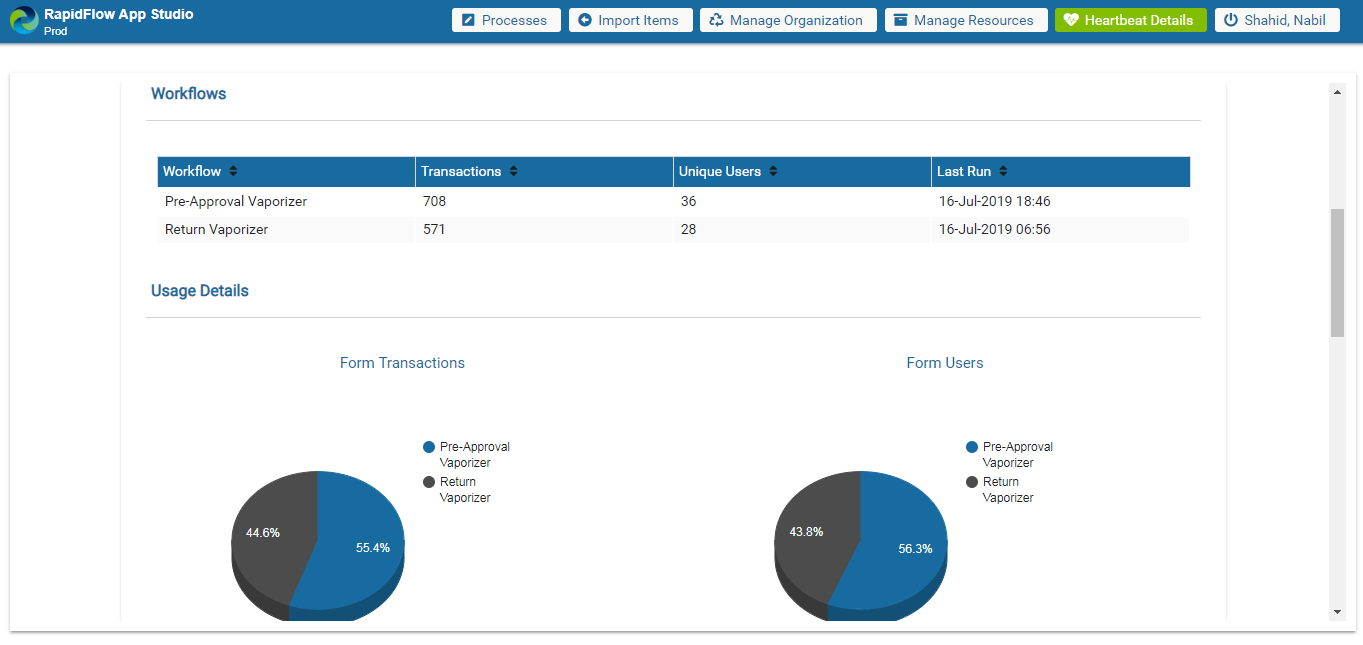 RapidFlow App Studio
Prod
Processes
Import Items
Manage Organization
Manage Resources
Heartbeat Details
Shahid, Nabil
Workflows
Workflow Transactions Unique Users Last Run
Pre-Approval Vaporizer 708 36 16-Jul-2019 18:46
Return Vaporizer 571 28 16-Jul-2019 06:56
Usage Details
Form Transactions
Form Users
Pre-Approval
Vaporizer
Return
Vaporizer
44.6%
55.4%
Pre-Approval
Vaporizer
Return
Vaporizer
43.8%
56.3%